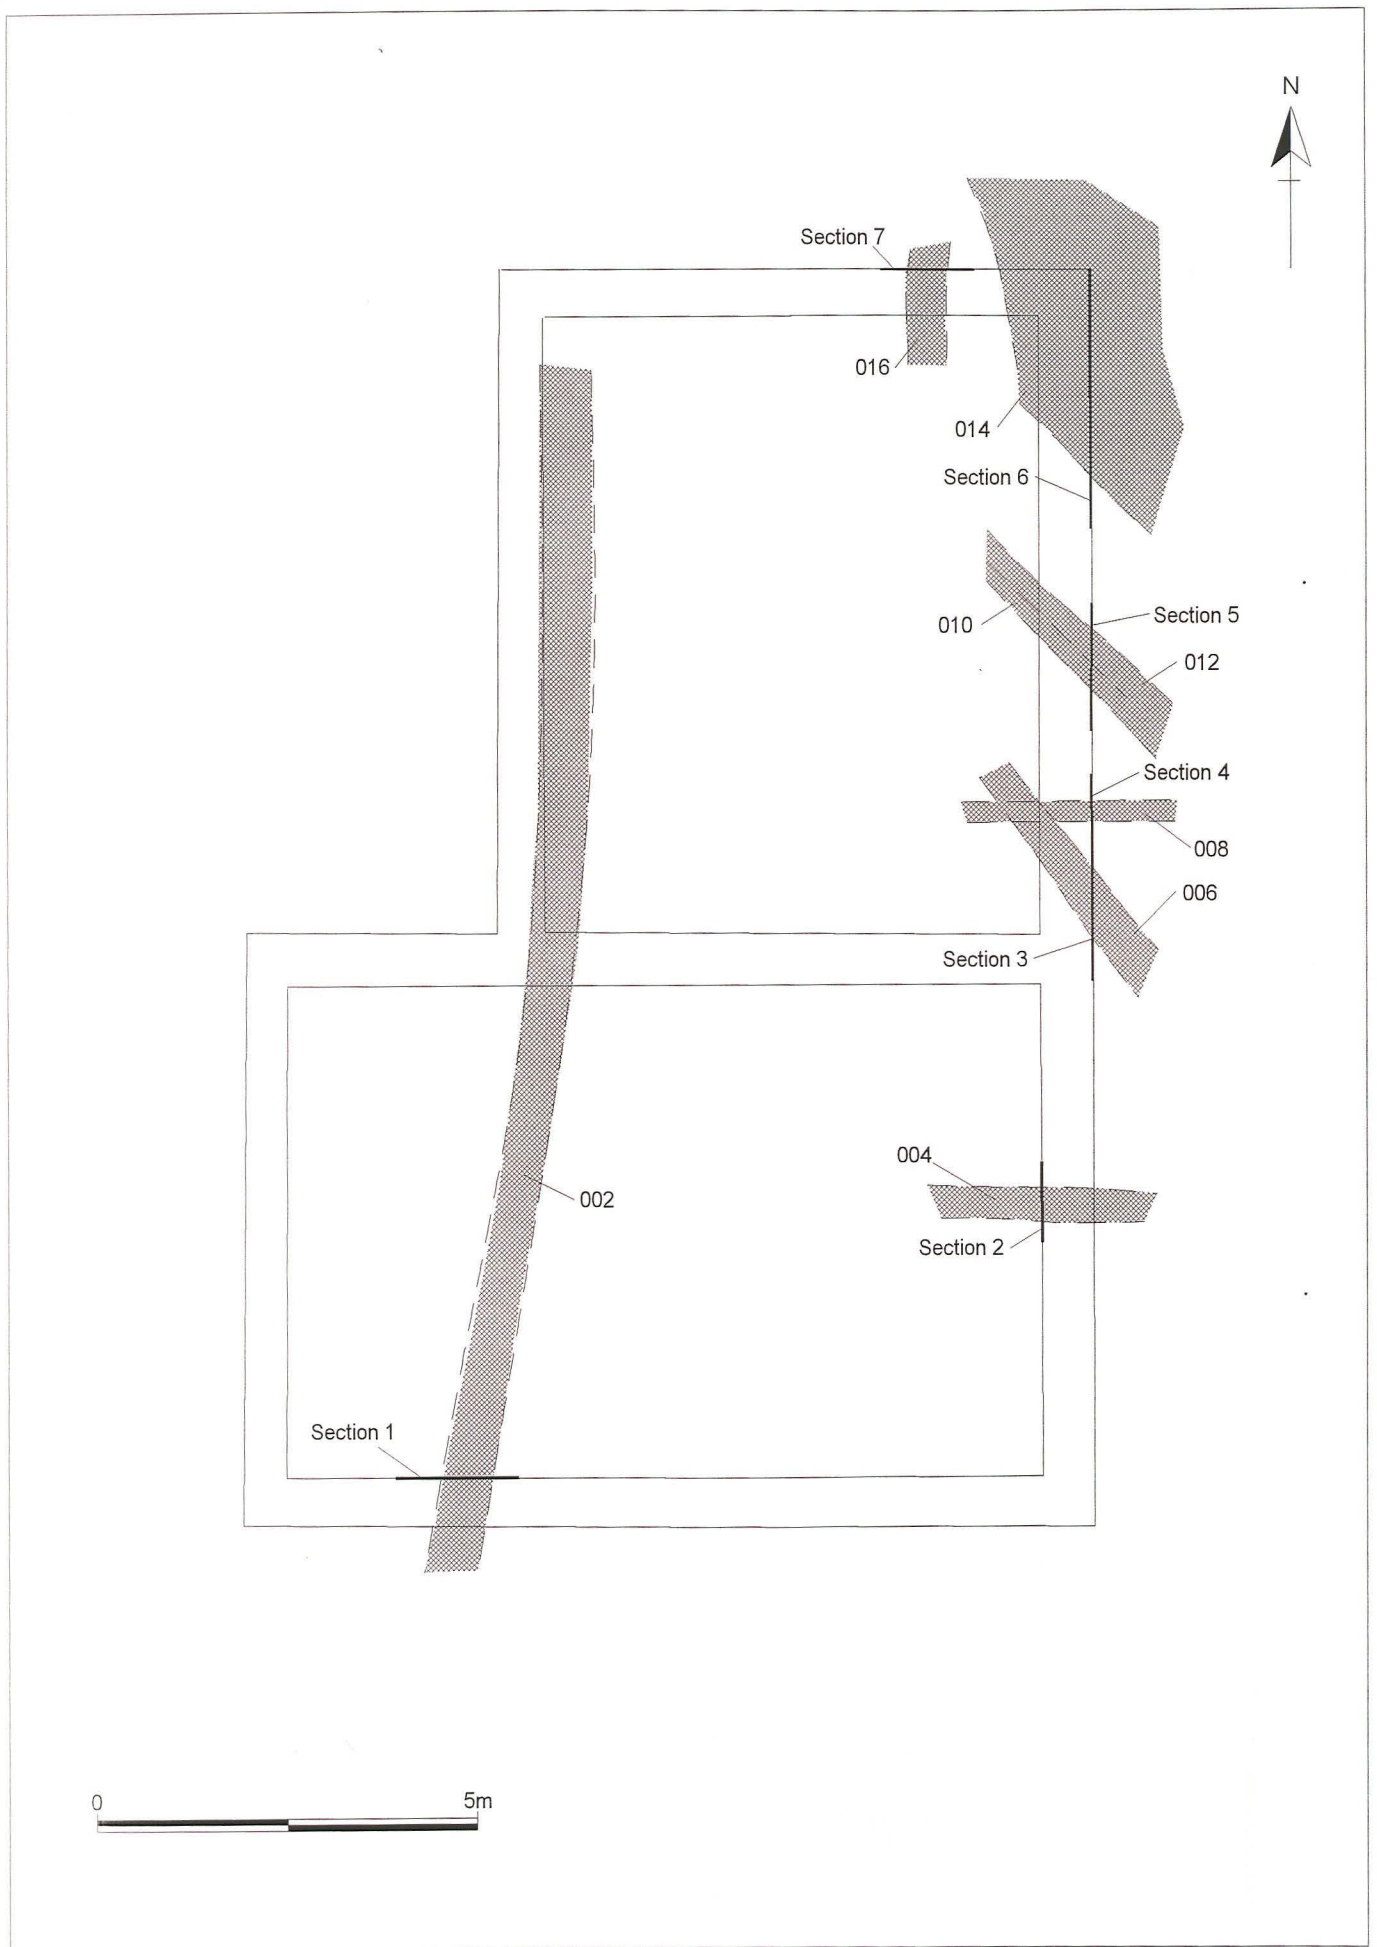 N
Section 7
016
014
Section 6
Section 5
010
012
Section 4
008
006
Section 3
004
002
Section 2
Section 1
0
5m